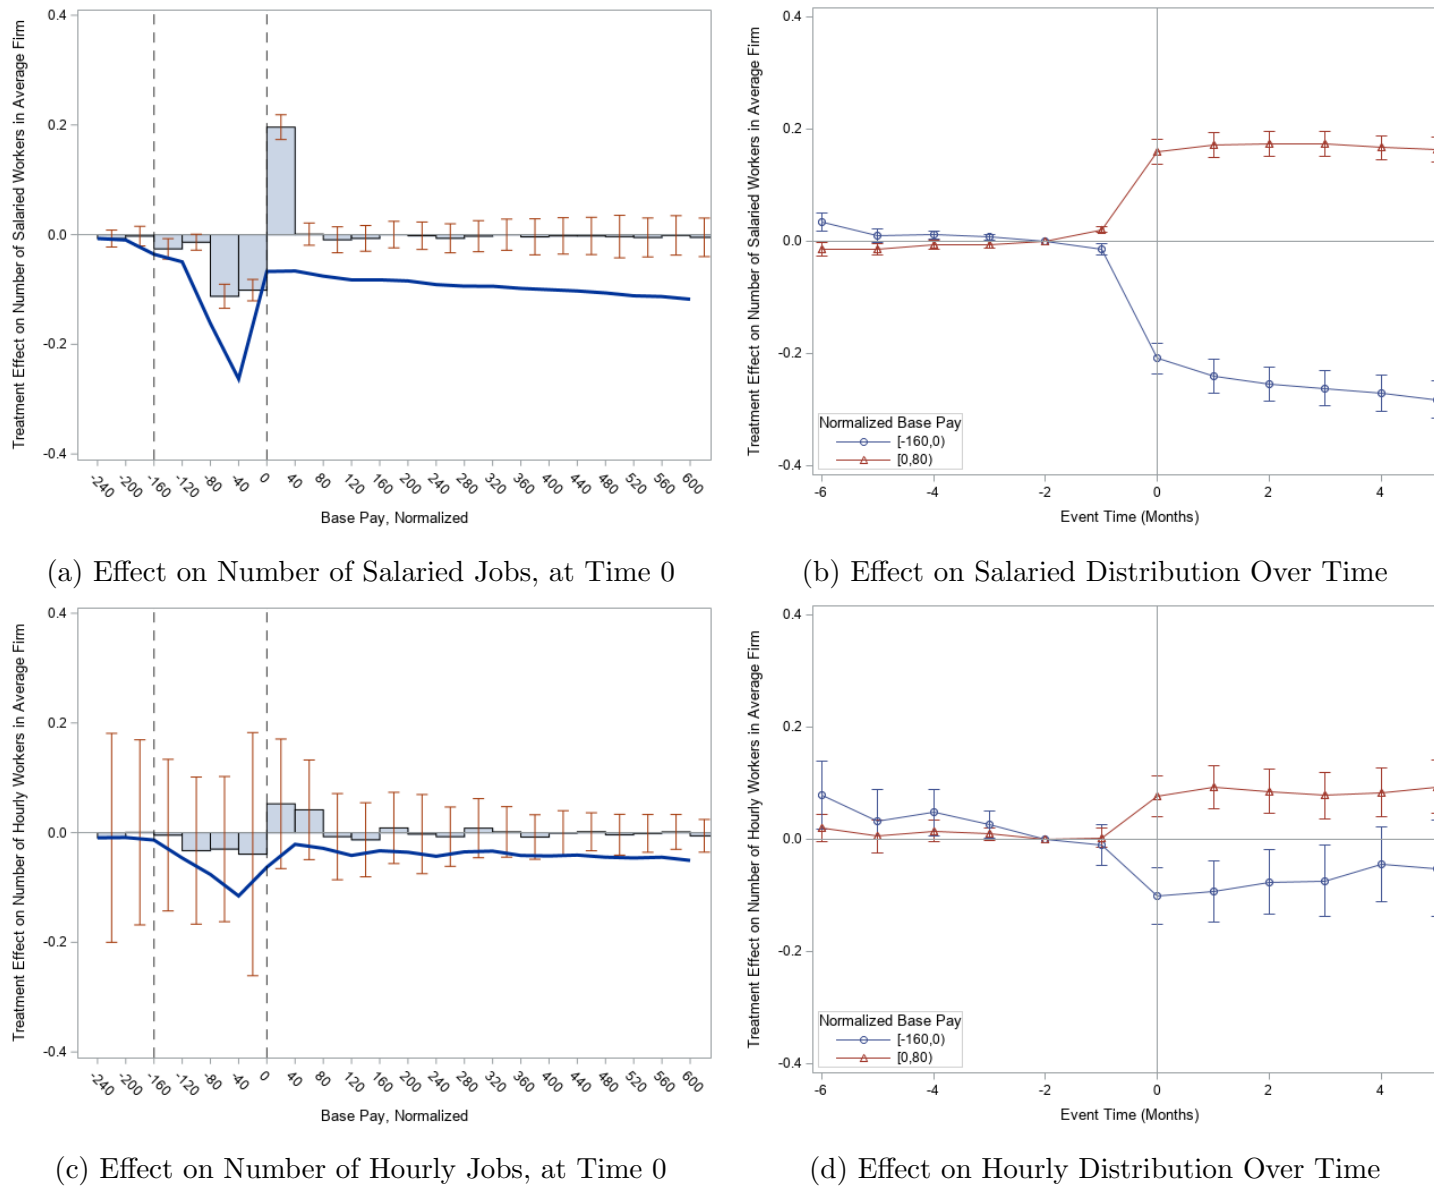 Treatment Effect on Number of Salaried Workers in Average Firm
0.4
0.2
0.0
-0.2
-0.4
-240 -200 -160 -120 -80 -40 0 40 80 120 160 200 240 280 320 360 400 440 480 520 560 600
Base Pay, Normalized
(a) Effect on Number of Salaried Jobs, at Time 0
Treatment Effect on Number of Salaried Workers in Average Firm
0.4
0.2
0.0
-0.2
-0.4
Normalized Base Pay
[-160,0)
[0,80)
-6 -4 -2 0 2 4
Event Time (Months)
(b) Effect on Salaried Distribution Over Time
Treatment Effect on Number of Hourly Workers in Average Firm
0.4
0.2
0.0
-0.2
-0.4
-240 -200 -160 -120 -80 -40 0 40 80 120 160 200 240 280 320 360 400 440 480 520 560 600
Base Pay, Normalized
(c) Effect on Number of Hourly Jobs, at Time 0
Treatment Effect on Number of Hourly Workers in Average Firm
0.4
0.2
0.0
-0.2
-0.4
Normalized Base Pay
[-160,0)
[0,80)
-6 -4 -2 0 2 4
Event Time (Months)
(d) Effect on Hourly Distribution Over Time